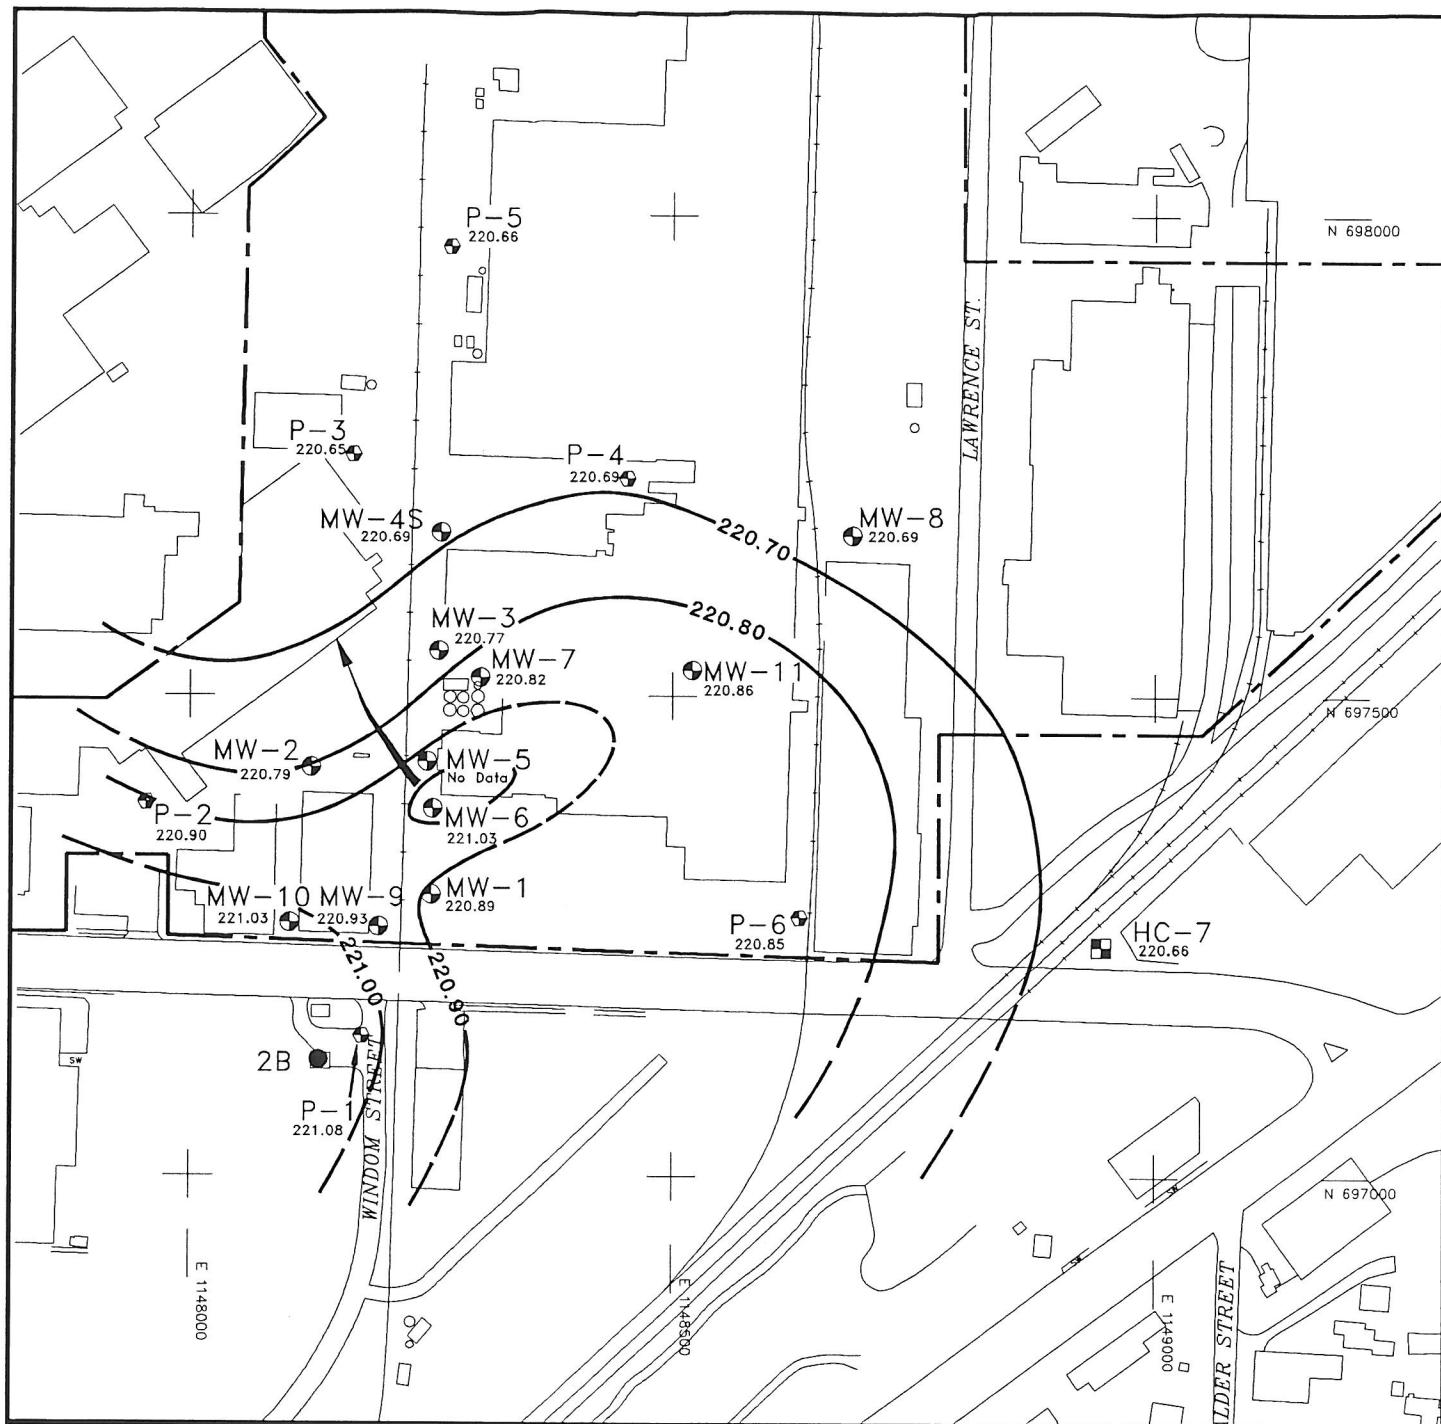 P-5
220.66
N 698000
LAWRENCE ST.
P-3
220.65
P-4
220.69
MW-4S
220.69
220.70
MW-8
220.69
220.80
MW-3
220.77
MW-7
220.82
MW-11
220.86
N 697500
MW-2
220.79
MW-5
No Data
P-2
220.90
MW-6
221.03
MW-10
221.03
MW-9
220.93
MW-1
220.89
P-6
220.85
HC-7
220.66
221.00
220.90
2B
SW
P-1
221.08
WINDOM STREET
SW
N 697000
SW
E 1148000
E 1148500
E 1149000
ALDER STREET